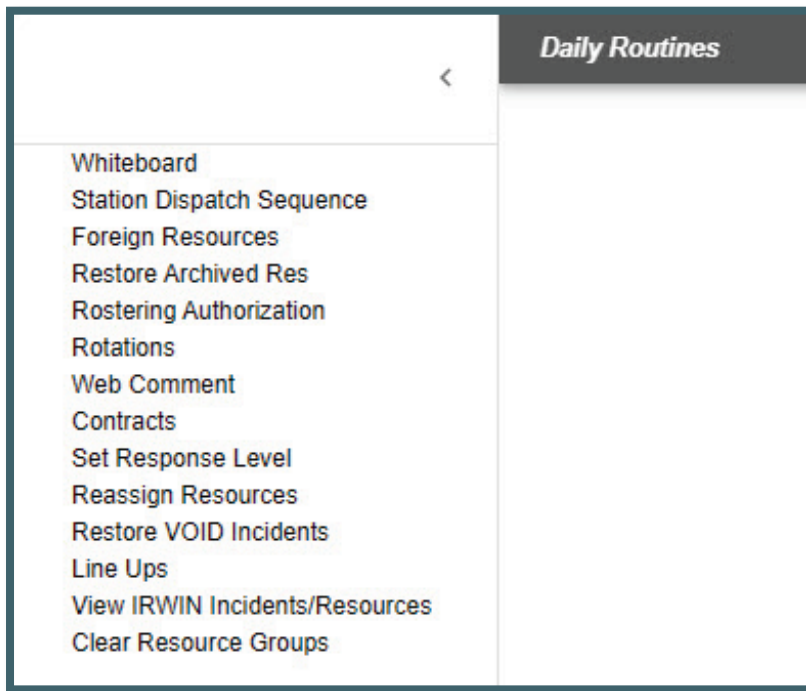 Daily Routines
Whiteboard
Station Dispatch Sequence
Foreign Resources
Restore Archived Res
Rostering Authorization
Rotations
Web Comment
Contracts
Set Response Level
Reassign Resources
Restore VOID Incidents
Line Ups
View IRWIN Incidents/Resources
Clear Resource Groups